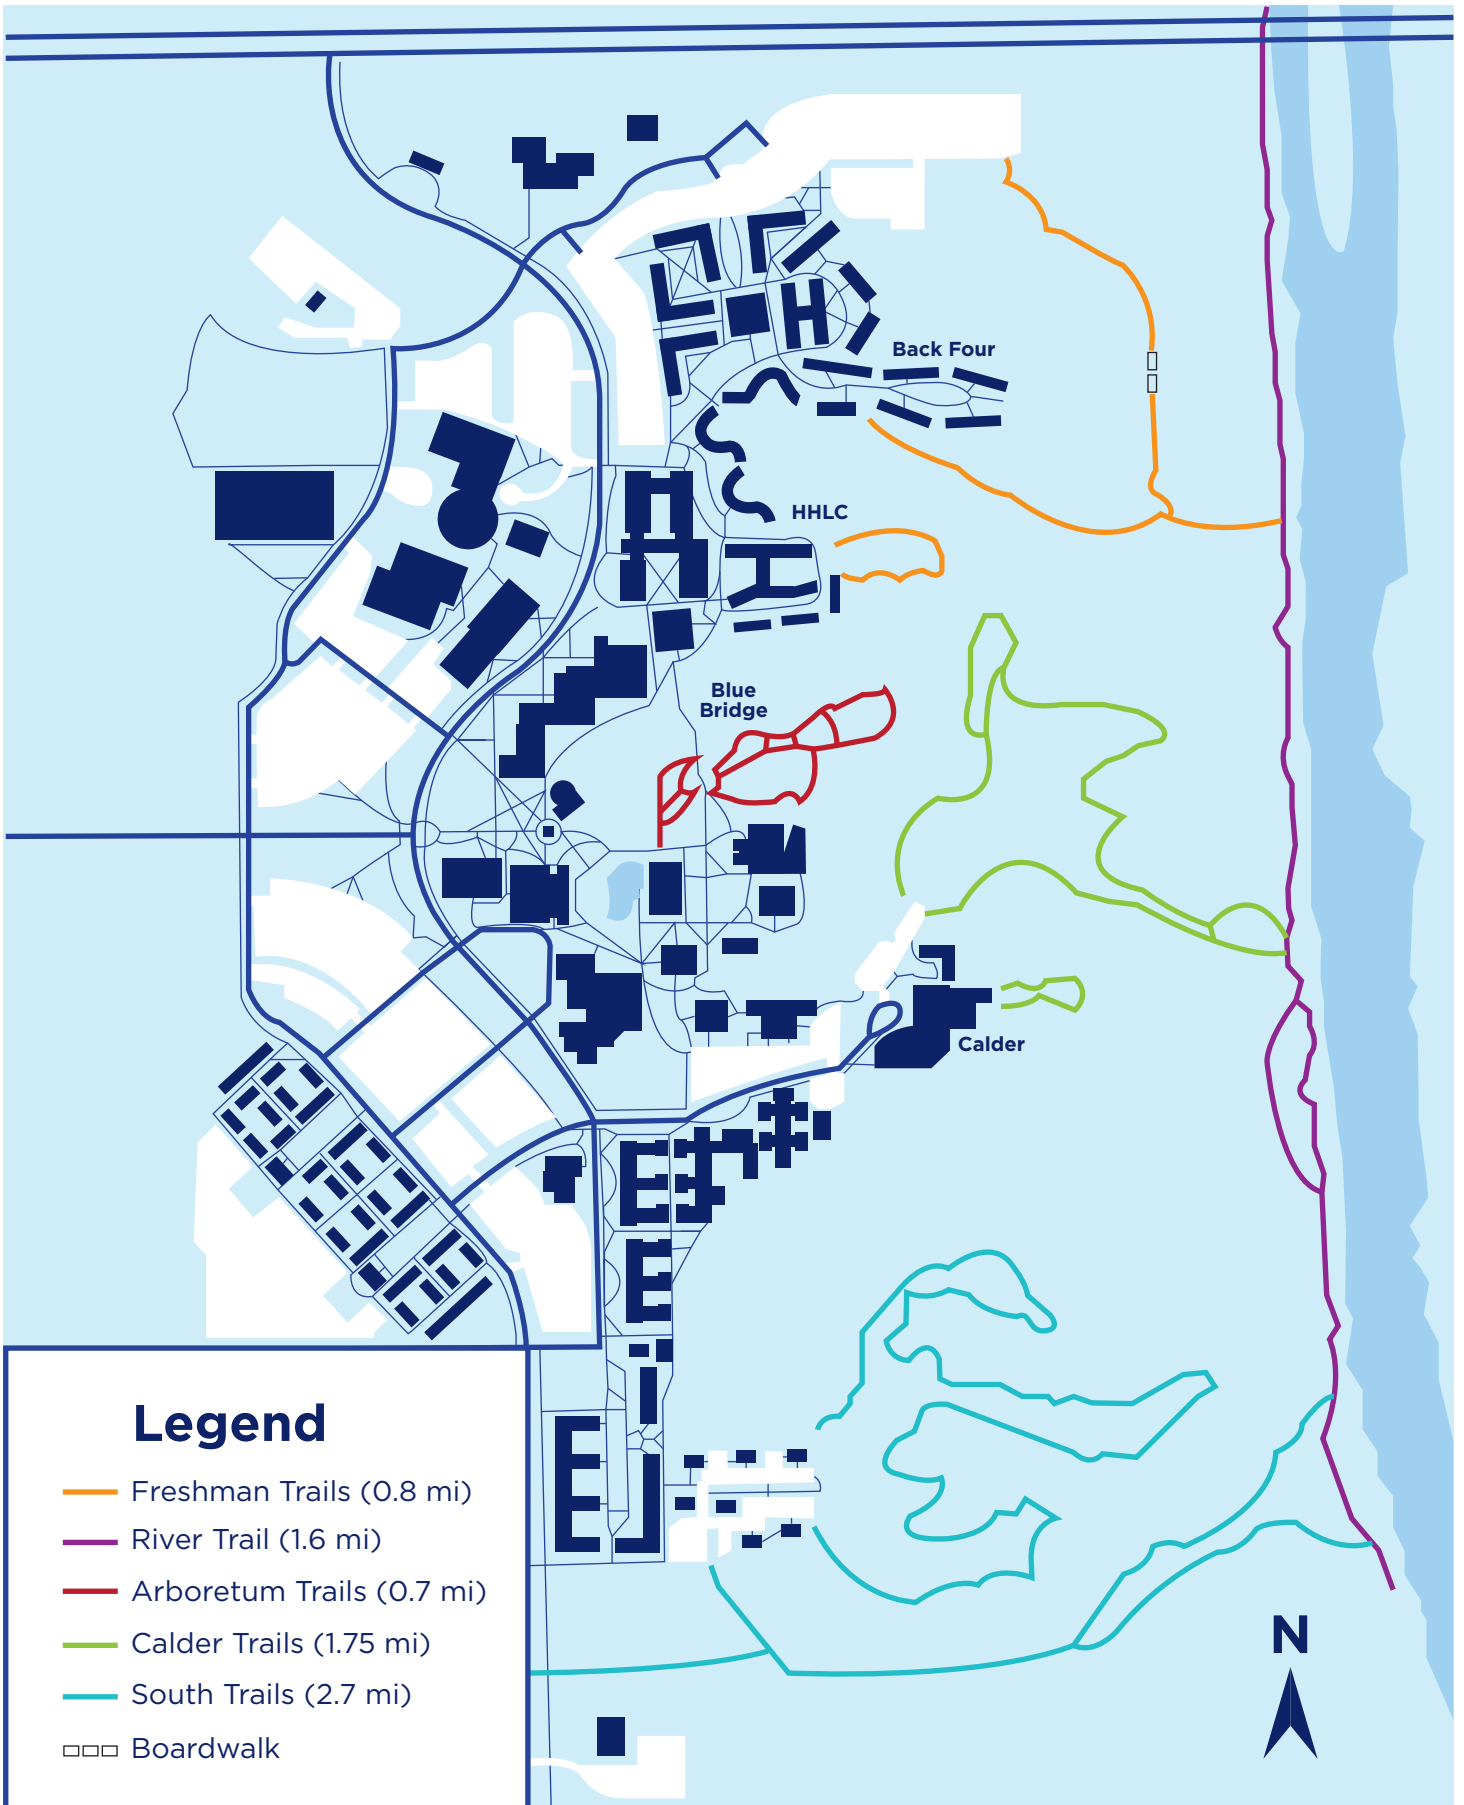 Back Four
HHLC
Blue
Bridge
Calder
Legend
Freshman Trails (0.8 mi)
River Trail (1.6 mi)
Arboretum Trails (0.7 mi)
Calder Trails (1.75 mi)
South Trails (2.7 mi)
Boardwalk
N